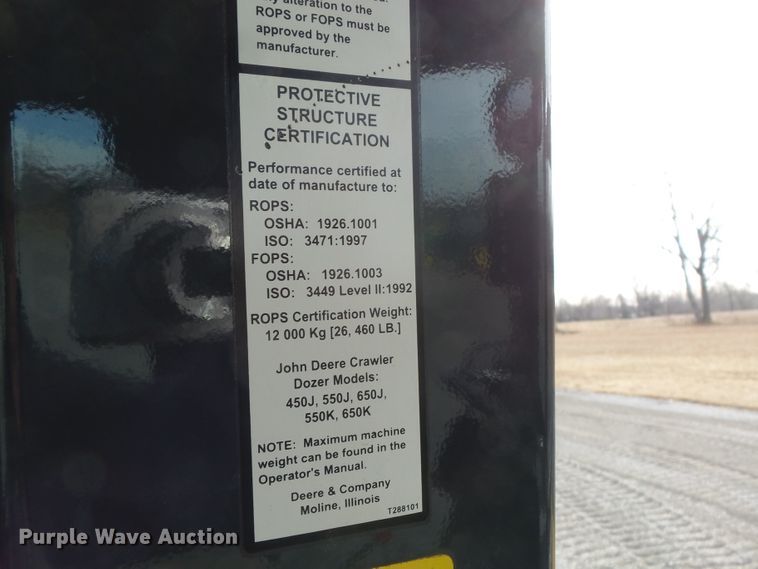 alteration to the
ROPS or FOPS must be
approved by the
manufacturer.
PROTECTIVE
STRUCTURE
CERTIFICATION
Performance certified at
date of manufacture to:
ROPS:
OSHA: 1926.1001
ISO: 3471:1997
FOPS:
OSHA: 1926.1003
ISO: 3449 Level II:1992
ROPS Certification Weight:
12 000 Kg [26, 460 LB.]
John Deere Crawler
Dozer Models:
450J, 550J, 650J,
550K, 650K
NOTE: Maximum machine
weight can be found in the
Operator's Manual.
Deere & Company
Moline, Illinois
T288101
Purple Wave Auction